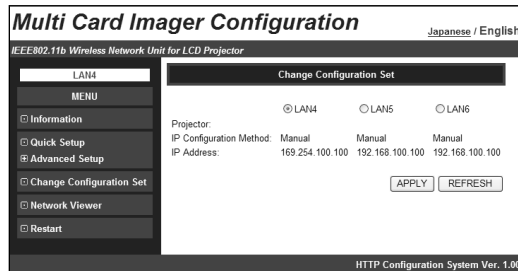 Multi Card Imager Configuration
Japanese / English
IEEE802.11b Wireless Network Unit for LCD Projector
LAN4
MENU
Information
Quick Setup
Advanced Setup
Change Configuration Set
Network Viewer
Restart
Change Configuration Set
LAN4 LAN5 LAN6
Projector:
IP Configuration Method: Manual Manual Manual
IP Address: 169.254.100.100 192.168.100.100 192.168.100.100
APPLY REFRESH
HTTP Configuration System Ver. 1.00